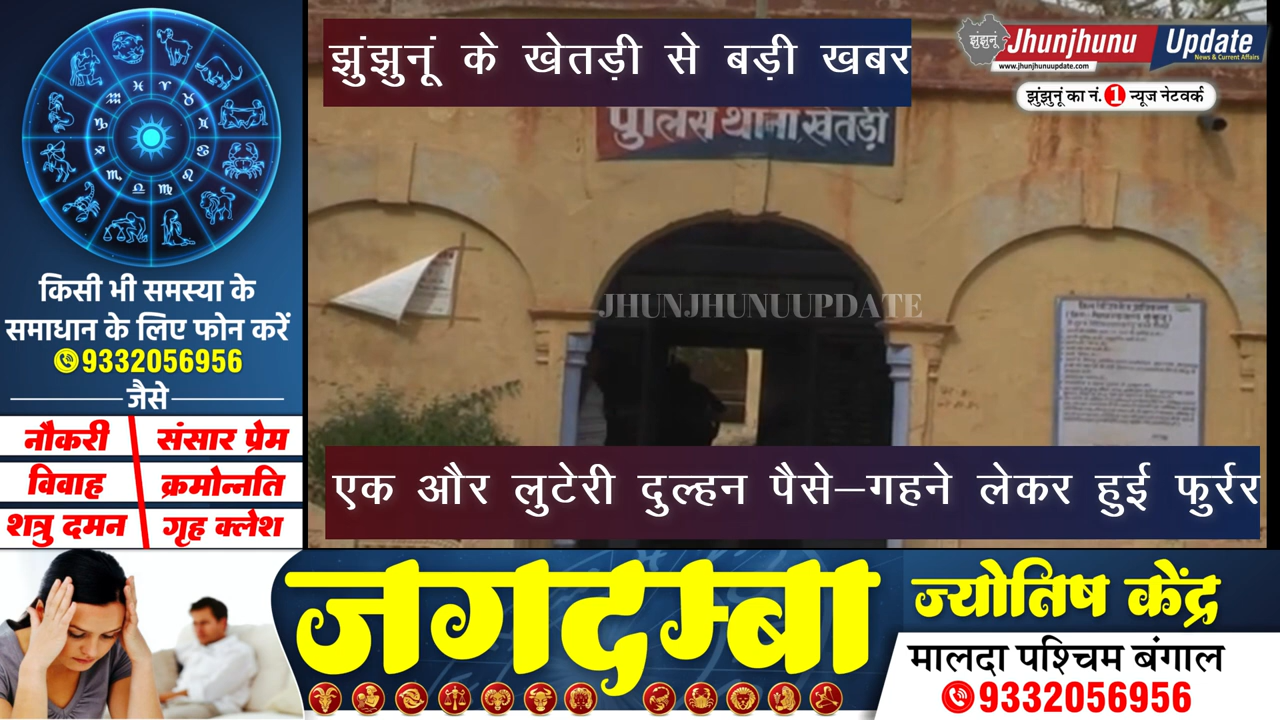 झुंझुनूं के खेतड़ी से बड़ी खबर
झुंझुनूं
Jhunjhunu Update
News & Current Affairs
www.jhunjhunuupdate.com
झुंझुनूं का नं. 1 न्यूज नेटवर्क
पुलिस थाना खेतड़ी
JHUNJHUNUUPDATE
एक और लुटेरी दुल्हन पैसे–गहने लेकर हुई फुर्रर
किसी भी समस्या के
समाधान के लिए फोन करें
9332056956
जैसे
नौकरी संसार प्रेम
विवाह क्रमोन्नति
शत्रु दमन गृह क्लेश
जगदम्बा
ज्योतिष केंद्र
मालदा पश्चिम बंगाल
9332056956